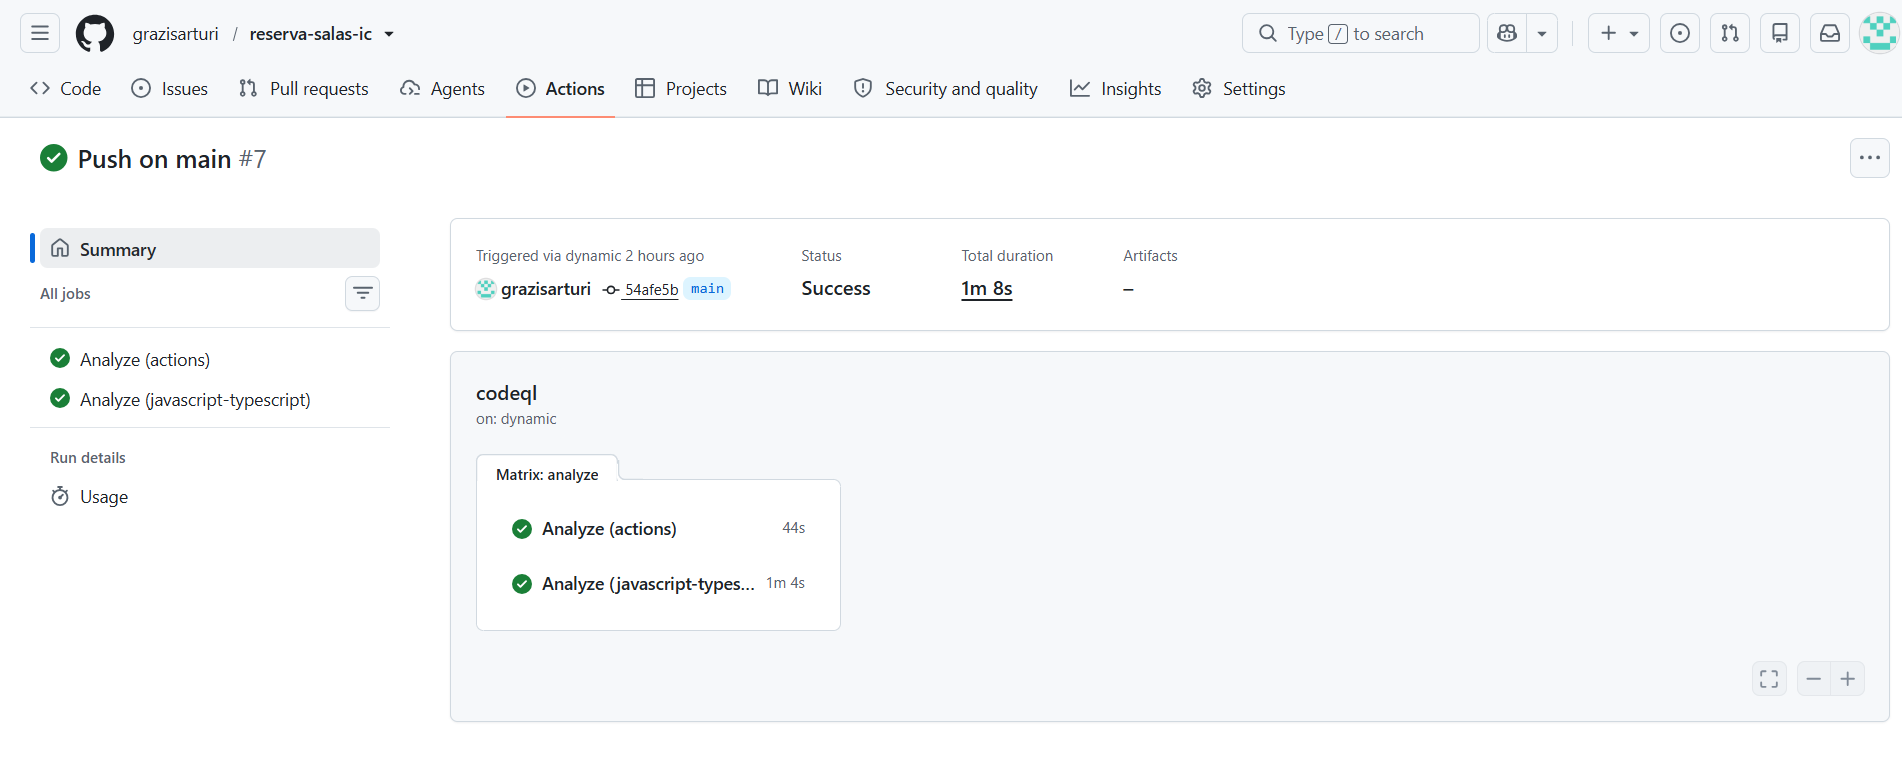 grazisarturi / reserva-salas-ic
Type / to search
Code Issues Pull requests Agents Actions Projects Wiki Security and quality Insights Settings
Push on main #7
Summary
All jobs
Analyze (actions)
Analyze (javascript-typescript)
Run details
Usage
Triggered via dynamic 2 hours ago
grazisarturi 54afe5b main
Status
Success
Total duration
1m 8s
Artifacts
–
codeql
on: dynamic
Matrix: analyze
Analyze (actions) 44s
Analyze (javascript-types... 1m 4s